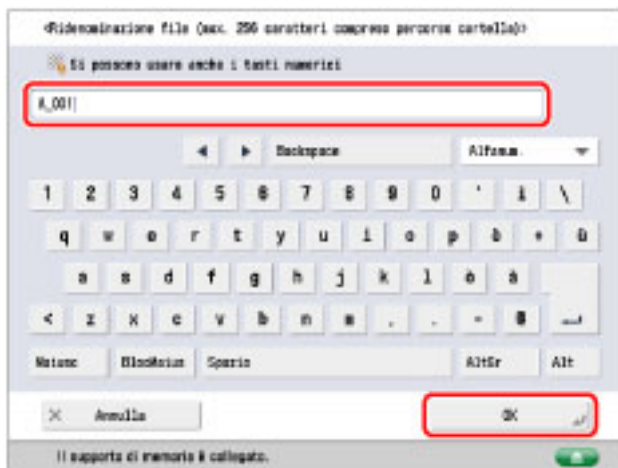 <Ridenominazione file (max. 256 caratteri compreso percorso cartella)>
Si possono usare anche i tasti numerici
A_001
Backspace Alfanum.
1 2 3 4 5 6 7 8 9 0 ' ì \
q w e r t y u i o p è + ù
a s d f g h j k l ò à
< z x c v b n m , . - @
Maiusc BlocMaius Spazio AltGr Alt
Annulla OK
Il supporto di memoria è collegato.